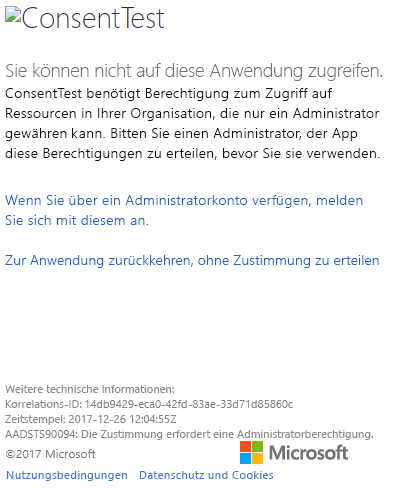 ConsentTest
Sie können nicht auf diese Anwendung zugreifen.
ConsentTest benötigt Berechtigung zum Zugriff auf
Ressourcen in Ihrer Organisation, die nur ein Administrator
gewähren kann. Bitten Sie einen Administrator, der App
diese Berechtigungen zu erteilen, bevor Sie sie verwenden.
Wenn Sie über ein Administratorkonto verfügen, melden
Sie sich mit diesem an.
Zur Anwendung zurückkehren, ohne Zustimmung zu erteilen
Weitere technische Informationen:
Korrelations-ID: 14db9429-eca0-42fd-83ae-33d71d85860c
Zeitstempel: 2017-12-26 12:04:55Z
AADSTS90094: Die Zustimmung erfordert eine Administratorberechtigung.
©2017 Microsoft Microsoft
Nutzungsbedingungen Datenschutz und Cookies